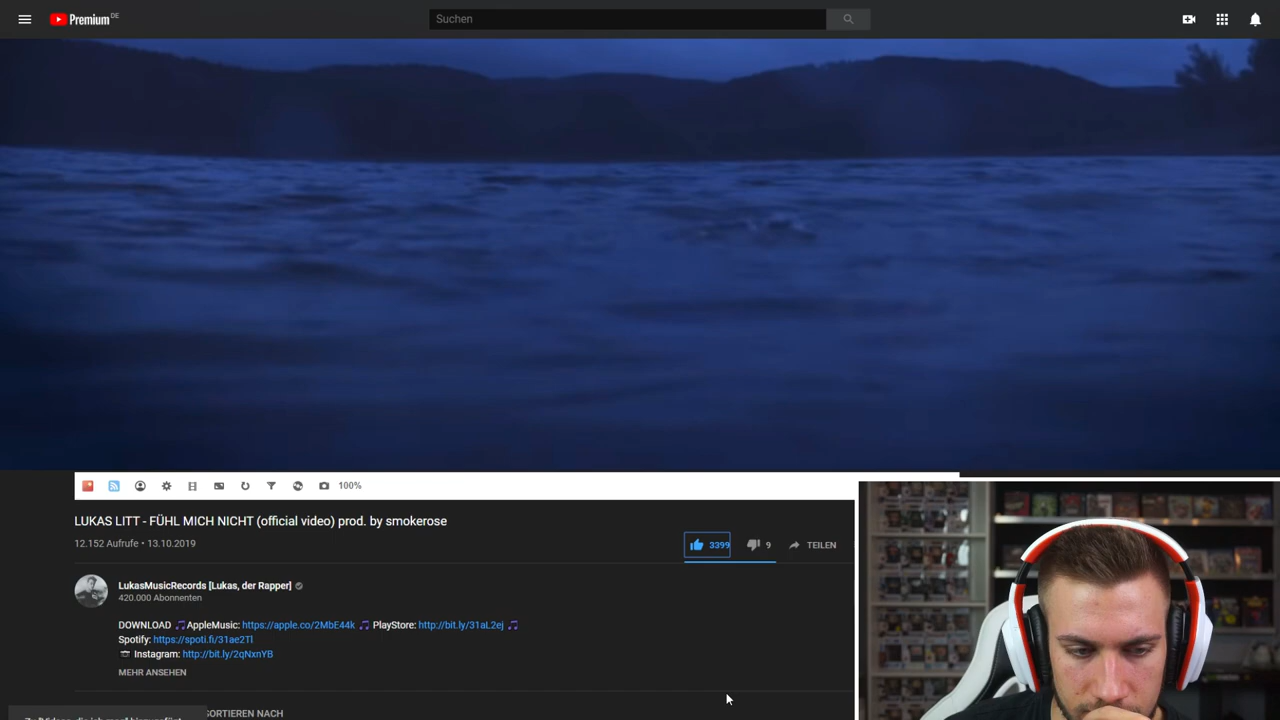 Premium DE
Suchen
100%
LUKAS LITT - FÜHL MICH NICHT (official video) prod. by smokerose
12.152 Aufrufe • 13.10.2019
3399
9
TEILEN
LukasMusicRecords [Lukas, der Rapper]
420.000 Abonnenten
DOWNLOAD 🎵AppleMusic: https://apple.co/2MbE44k 🎵 PlayStore: http://bit.ly/31aL2ej 🎵
Spotify: https://spoti.fi/31ae2Tl
Instagram: http://bit.ly/2qNxnYB
MEHR ANSEHEN
SORTIEREN NACH